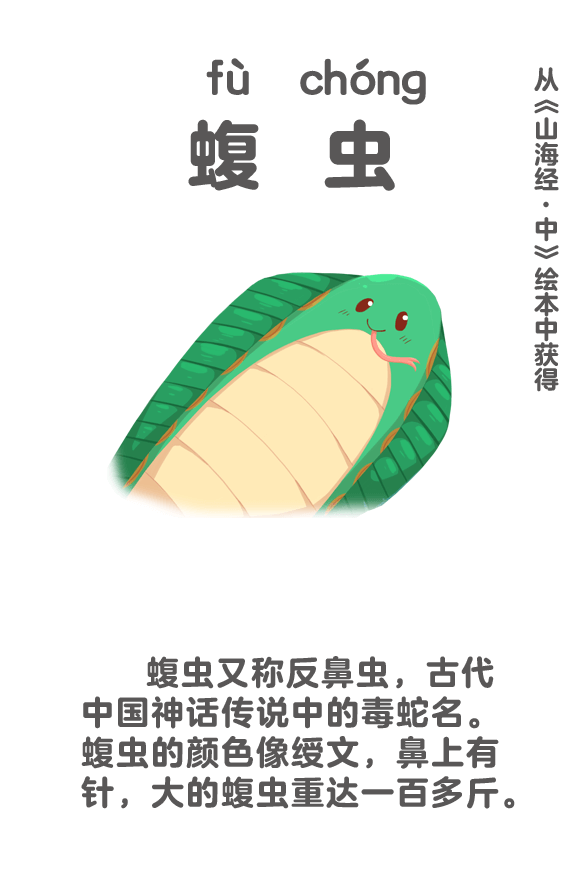 fù chóng
蝮 虫
从《山海经·中》绘本中获得
蝮虫又称反鼻虫，古代
中国神话传说中的毒蛇名。
蝮虫的颜色像绶文，鼻上有
针，大的蝮虫重达一百多斤。